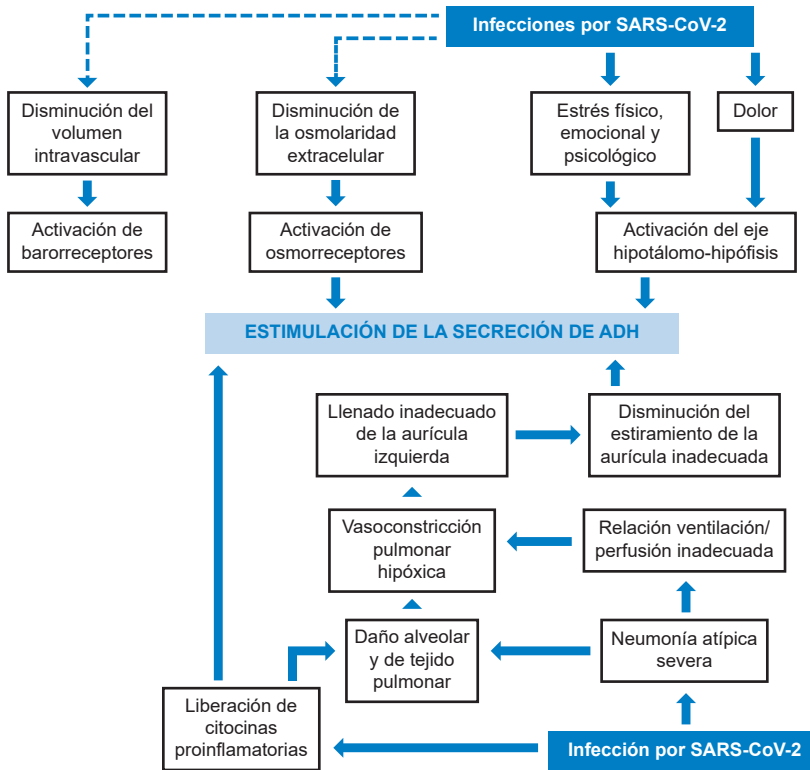 Infecciones por SARS-CoV-2
Disminución del
volumen
intravascular
Disminución de
la osmolaridad
extracelular
Estrés físico,
emocional y
psicológico
Dolor
Activación de
barorreceptores
Activación de
osmorreceptores
Activación del eje
hipotálomo-hipófisis
ESTIMULACIÓN DE LA SECRECIÓN DE ADH
Llenado inadecuado
de la aurícula
izquierda
Disminución del
estiramiento de la
aurícula inadecuada
Vasoconstricción
pulmonar
hipóxica
Relación ventilación/
perfusión inadecuada
Daño alveolar
y de tejido
pulmonar
Neumonía atípica
severa
Liberación de
citocinas
proinflamatorias
Infección por SARS-CoV-2